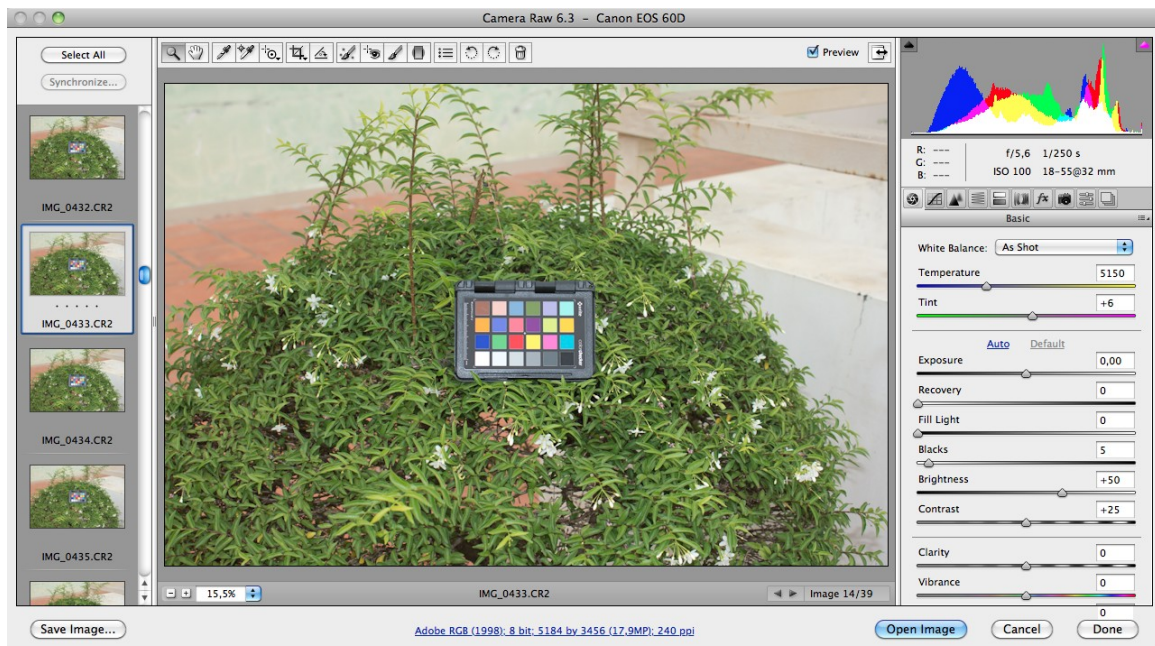 Camera Raw 6.3 – Canon EOS 60D
Select All
Synchronize...
IMG_0432.CR2
IMG_0433.CR2
IMG_0434.CR2
IMG_0435.CR2
Preview
R: ---
G: ---
B: ---
f/5,6 1/250 s
ISO 100 18-55@32 mm
Basic
White Balance: As Shot
Temperature 5150
Tint +6
Auto Default
Exposure 0,00
Recovery 0
Fill Light 0
Blacks 5
Brightness +50
Contrast +25
Clarity 0
Vibrance 0
0
15,5%
IMG_0433.CR2
Image 14/39
Save Image...
Adobe RGB (1998); 8 bit; 5184 by 3456 (17,9MP); 240 ppi
Open Image
Cancel
Done